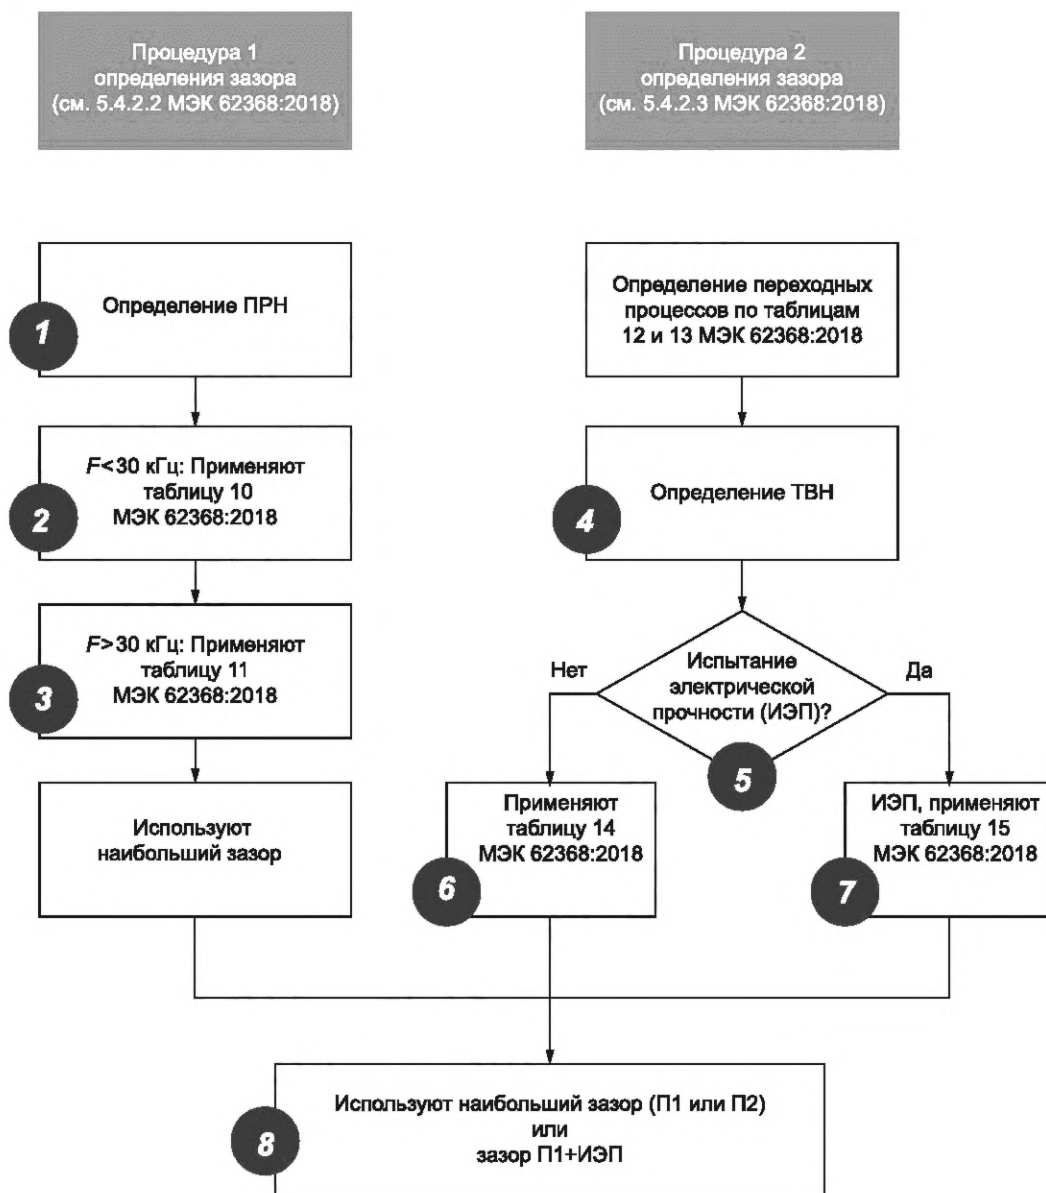 Процедура 1
определения зазора
(см. 5.4.2.2 МЭК 62368:2018)
Процедура 2
определения зазора
(см. 5.4.2.3 МЭК 62368:2018)
Определение ПРН
1
F<30 кГц: Применяют
таблицу 10
МЭК 62368:2018
2
F>30 кГц: Применяют
таблицу 11
МЭК 62368:2018
3
Используют
наибольший зазор
Определение переходных
процессов по таблицам
12 и 13 МЭК 62368:2018
Определение ТВН
4
Испытание
электрической
прочности (ИЭП)?
Нет
Да
5
Применяют
таблицу 14
МЭК 62368:2018
6
ИЭП, применяют
таблицу 15
МЭК 62368:2018
7
Используют наибольший зазор (П1 или П2)
или
зазор П1+ИЭП
8